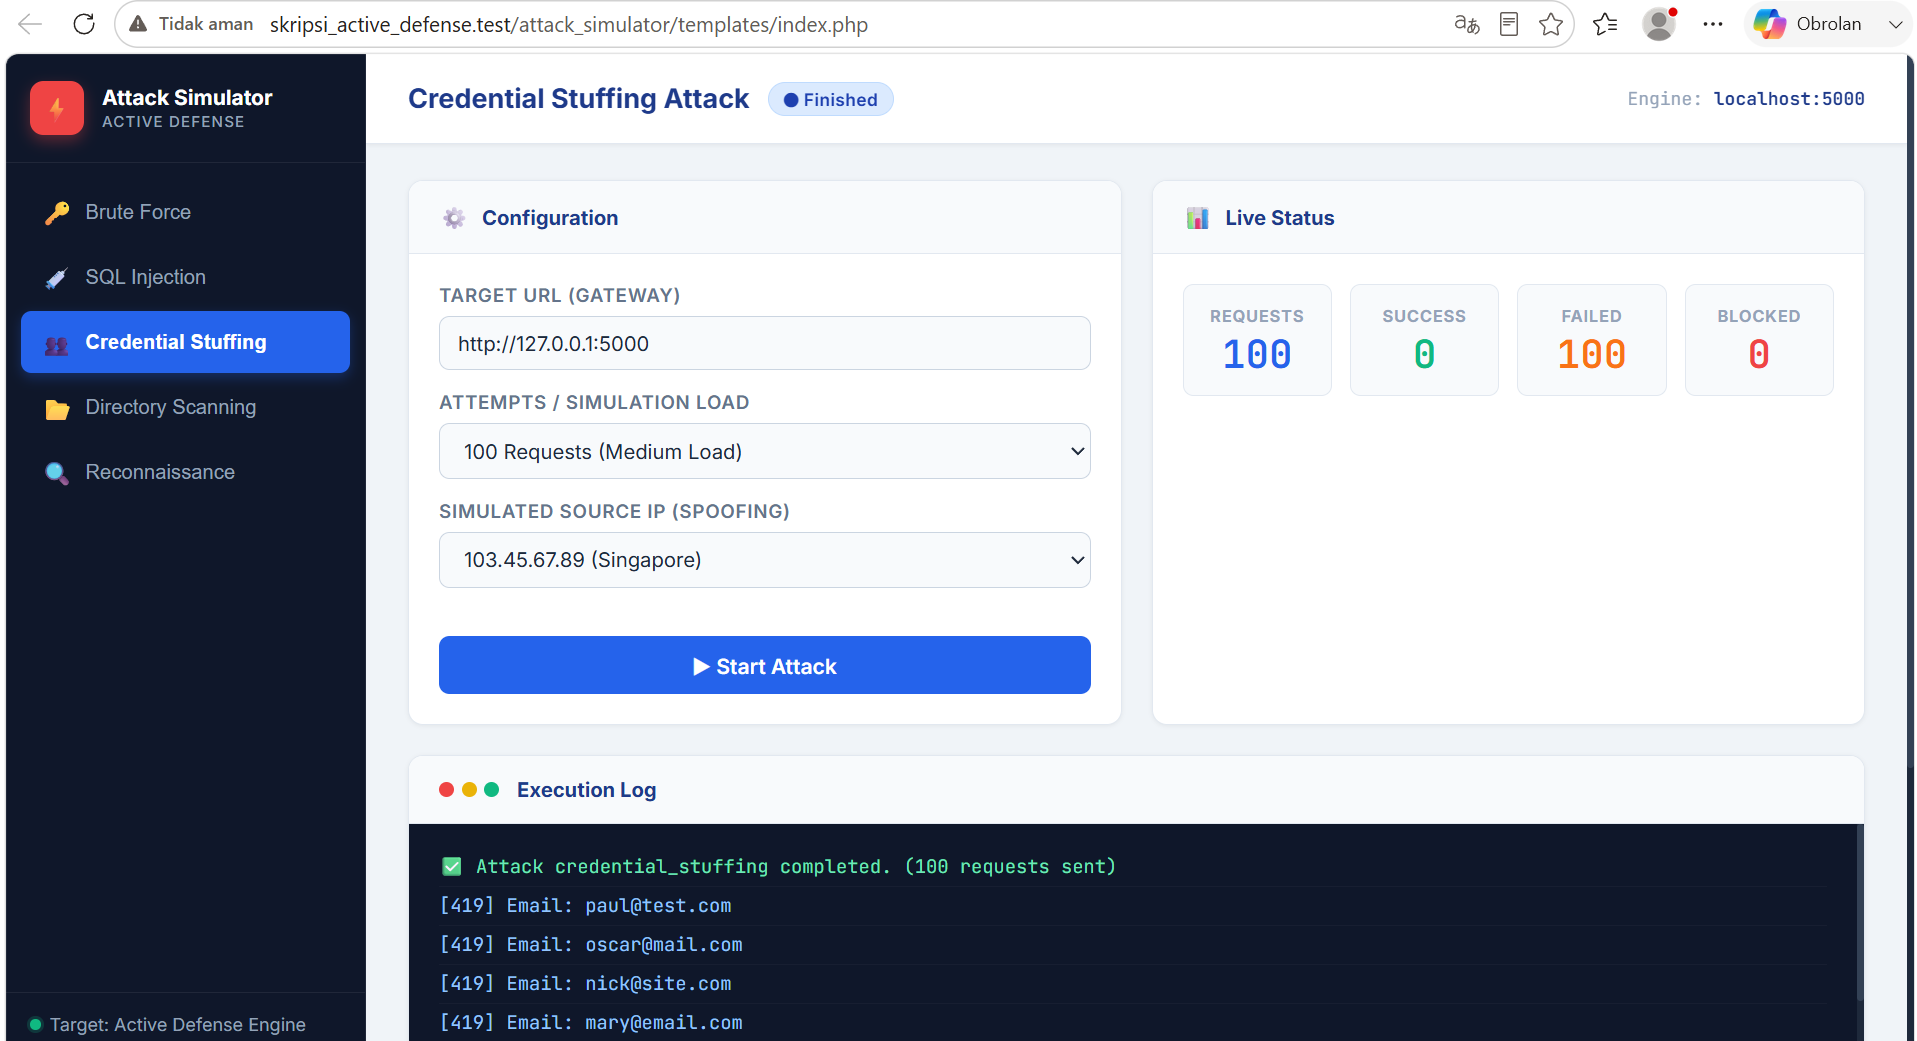 Tidak aman
skripsi_active_defense.test/attack_simulator/templates/index.php
Obrolan
Attack Simulator
ACTIVE DEFENSE
Brute Force
SQL Injection
Credential Stuffing
Directory Scanning
Reconnaissance
Target: Active Defense Engine
Credential Stuffing Attack
Finished
Engine: localhost:5000
Configuration
TARGET URL (GATEWAY)
http://127.0.0.1:5000
ATTEMPTS / SIMULATION LOAD
100 Requests (Medium Load)
SIMULATED SOURCE IP (SPOOFING)
103.45.67.89 (Singapore)
Start Attack
Live Status
REQUESTS
100
SUCCESS
0
FAILED
100
BLOCKED
0
Execution Log
Attack credential_stuffing completed. (100 requests sent)
[419] Email: paul@test.com
[419] Email: oscar@mail.com
[419] Email: nick@site.com
[419] Email: mary@email.com